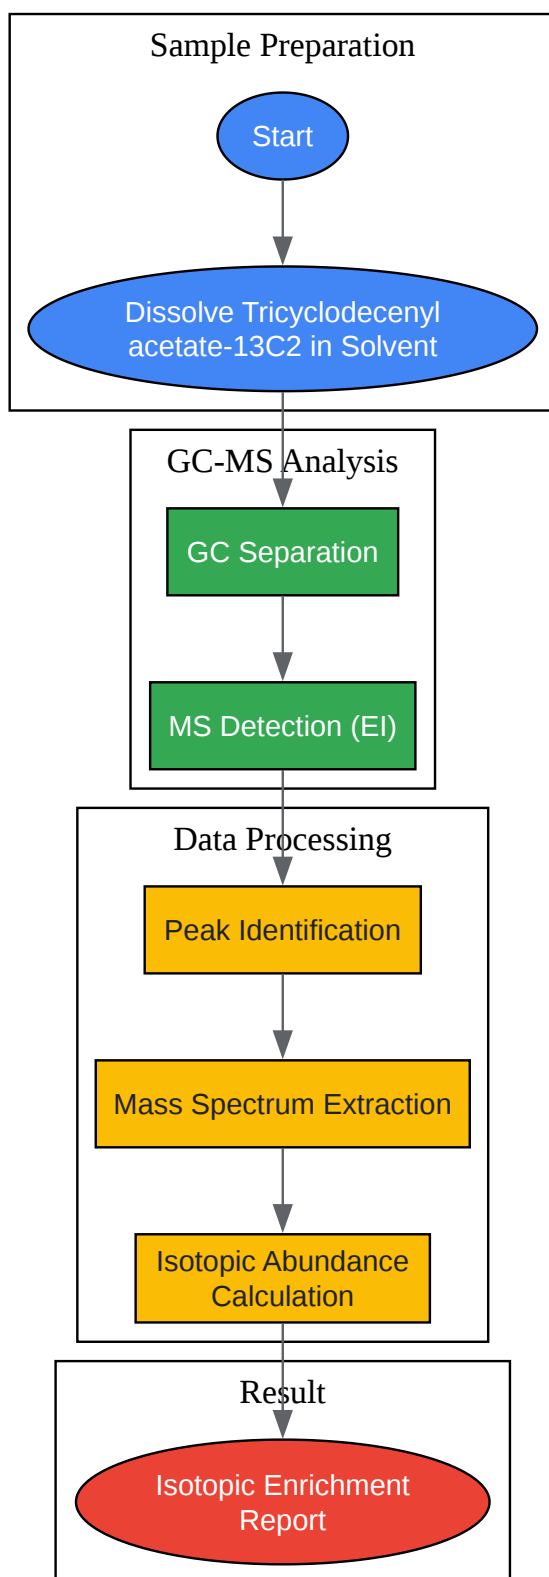 Sample Preparation
Start
Dissolve Tricyclodecenyl
acetate-13C2 in Solvent
GC-MS Analysis
GC Separation
MS Detection (EI)
Data Processing
Peak Identification
Mass Spectrum Extraction
Isotopic Abundance
Calculation
Result
Isotopic Enrichment
Report